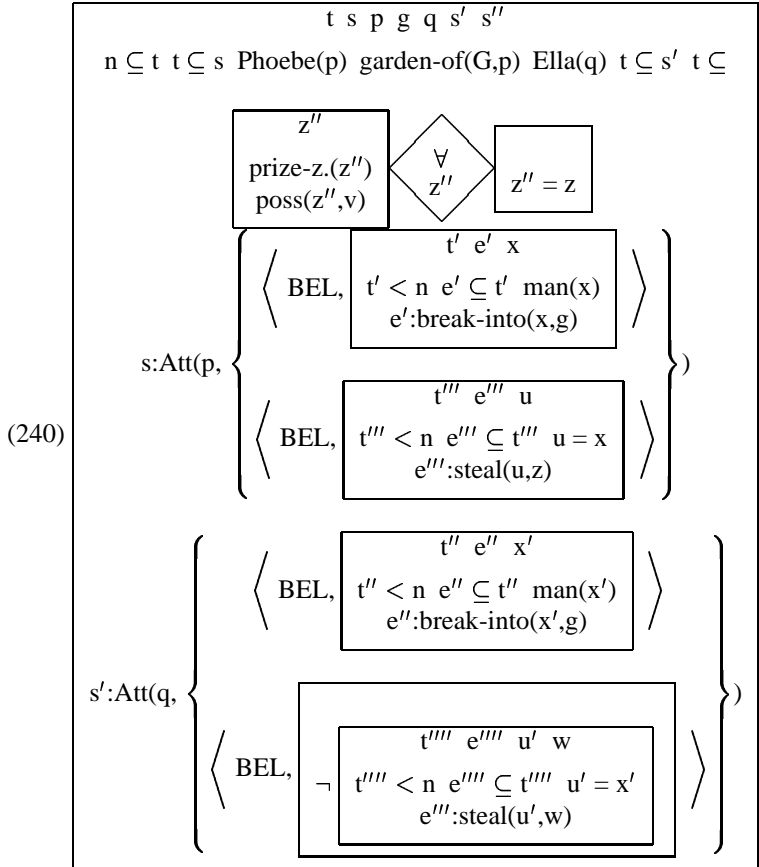 t s p g q s′ s′′
n ⊆ t t ⊆ s Phoebe(p) garden-of(G,p) Ella(q) t ⊆ s′ t ⊆
z′′
prize-z.(z′′)
poss(z′′,v)
∀
z′′
z′′ = z
s:Att(p,
BEL,
t′ e′ x
t′ < n e′ ⊆ t′ man(x)
e′:break-into(x,g)
BEL,
t′′′ e′′′ u
t′′′ < n e′′′ ⊆ t′′′ u = x
e′′′:steal(u,z)
)
(240)
s′:Att(q,
BEL,
t′′ e′′ x′
t′′ < n e′′ ⊆ t′′ man(x′)
e′′:break-into(x′,g)
BEL,
¬
t′′′′ e′′′′ u′ w
t′′′′ < n e′′′′ ⊆ t′′′′ u′ = x′
e′′′:steal(u′,w)
)